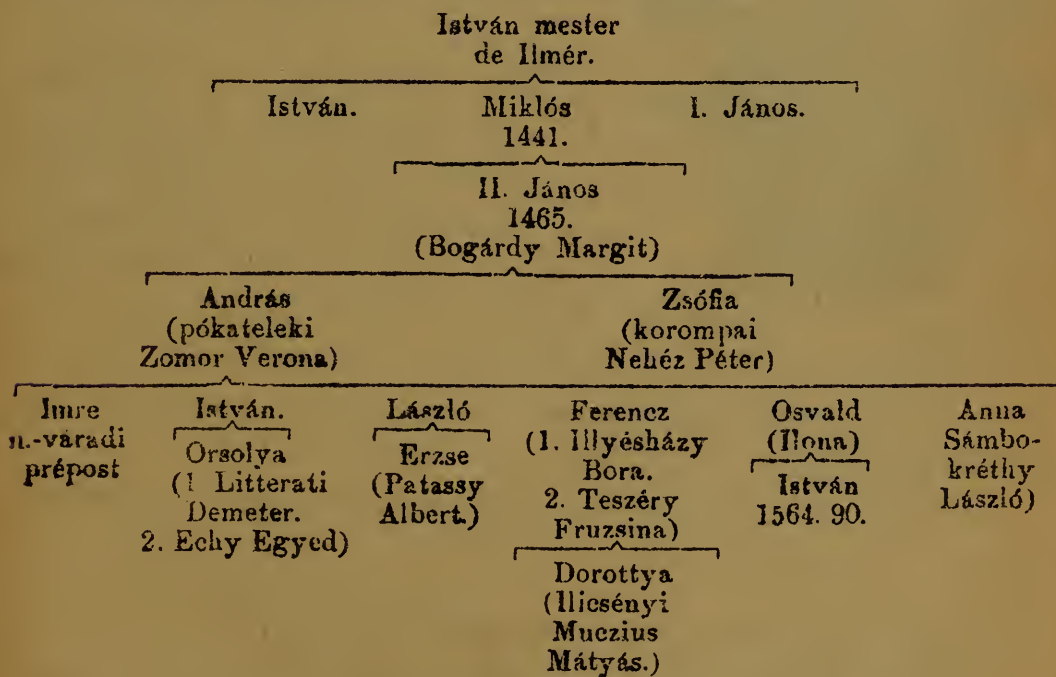 István mester
de Ilmér.
István. Miklós I. János.
1441.
II. János
1465.
(Bogárdy Margit)
András Zsófia
(pókateleki (korompai
Zomor Verona) Nehéz Péter)
Imre István. László Ferencz Osvald Anna
n.-váradi Orsolya Erzse (1. Illyésházy (Ilona) Sámbo-
prépost (1 Litterati (Patassy Bora. István kréthy
Demeter. Albert.) 2. Teszéry 1564. 90. László)
2. Echy Egyed) Fruzsina)
Dorottya
(Ilicsényi
Muczius
Mátyás.)